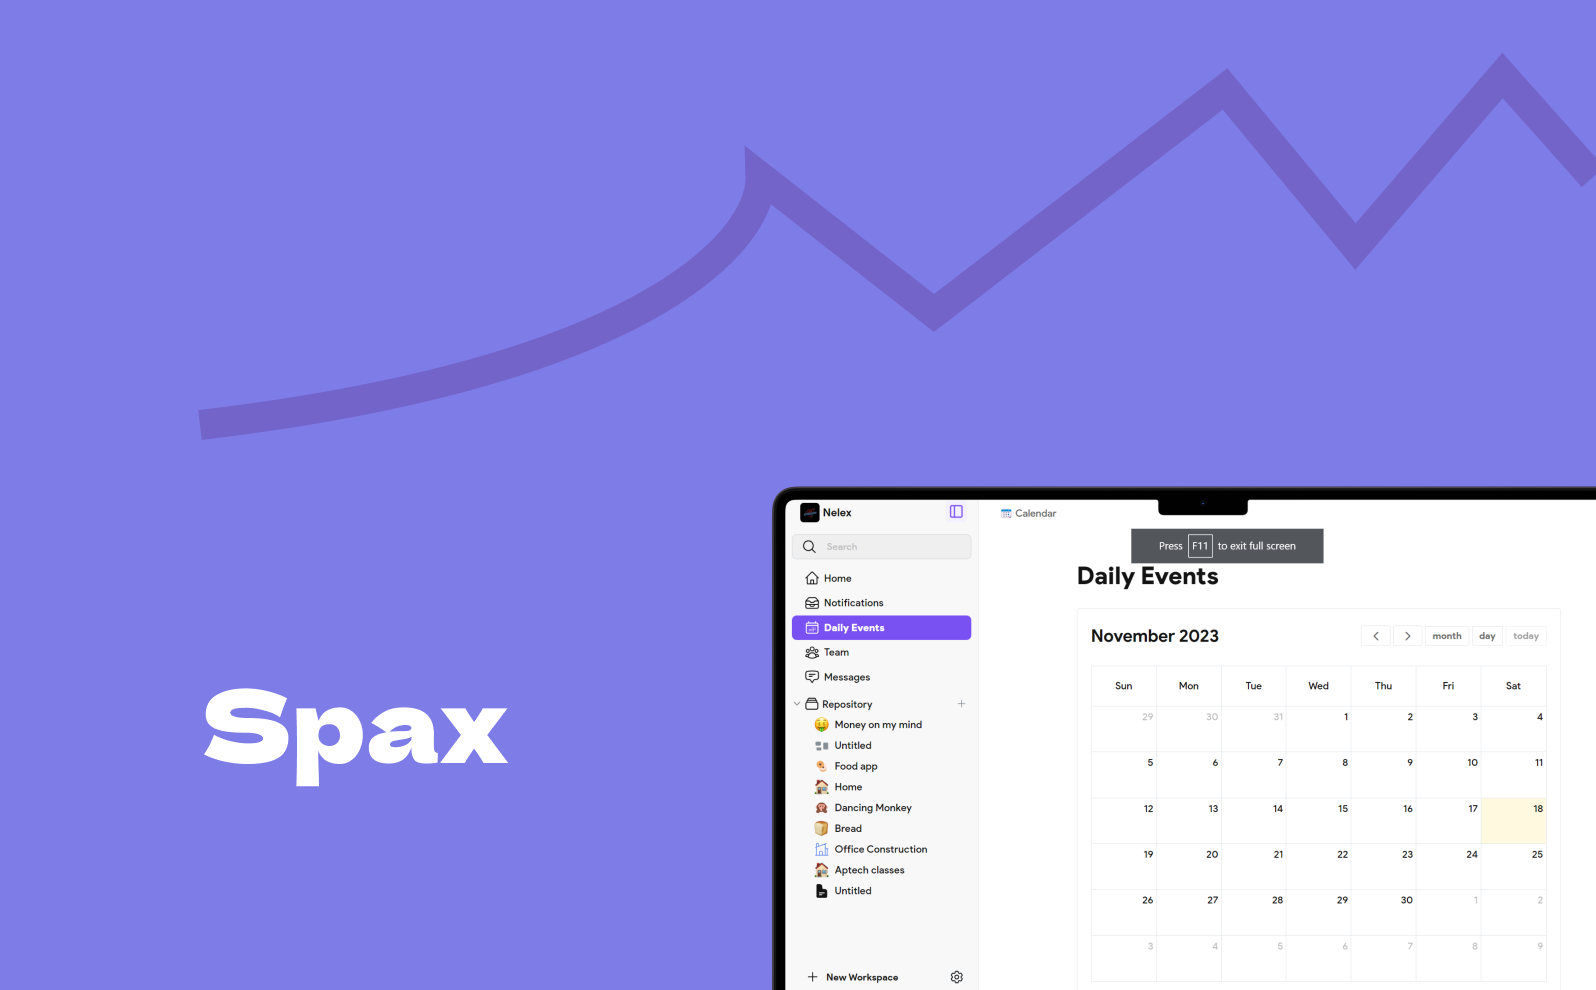 Spax
Nelex
Search
Home
Notifications
Daily Events
Team
Messages
Repository
Money on my mind
Untitled
Food app
Home
Dancing Monkey
Bread
Office Construction
Aptech classes
Untitled
New Workspace
Calendar
Press F11 to exit full screen
Daily Events
November 2023
month day today
Sun Mon Tue Wed Thu Fri Sat
29 30 31 1 2 3 4
5 6 7 8 9 10 11
12 13 14 15 16 17 18
19 20 21 22 23 24 25
26 27 28 29 30 1 2
3 4 5 6 7 8 9